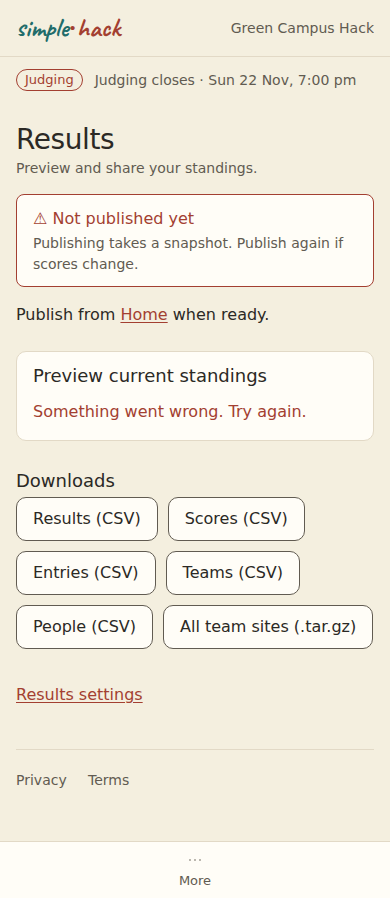 simple·hack
Green Campus Hack
Judging
Judging closes · Sun 22 Nov, 7:00 pm
Results
Preview and share your standings.
⚠ Not published yet
Publishing takes a snapshot. Publish again if
scores change.
Publish from Home when ready.
Preview current standings
Something went wrong. Try again.
Downloads
Results (CSV)
Scores (CSV)
Entries (CSV)
Teams (CSV)
People (CSV)
All team sites (.tar.gz)
Results settings
Privacy
Terms
…
More